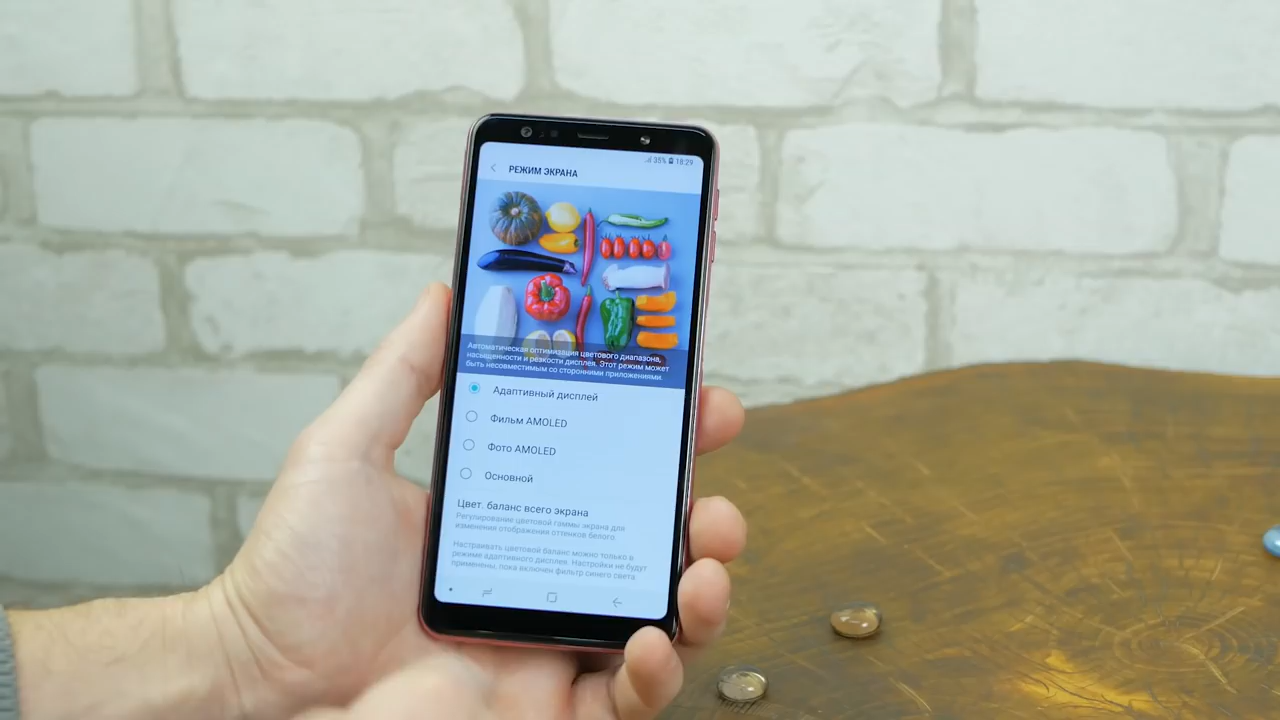 35% 18:29
РЕЖИМ ЭКРАНА
Автоматическая оптимизация цветового диапазона,
насыщенности и резкости дисплея. Этот режим может
быть несовместимым со сторонними приложениями.
Адаптивный дисплей
Фильм AMOLED
Фото AMOLED
Основной
Цвет. баланс всего экрана
Регулирование цветовой гаммы экрана для
изменения отображения оттенков белого.
Настраивать цветовой баланс можно только в
режиме адаптивного дисплея. Настройки не будут
применены, пока включен фильтр синего света.